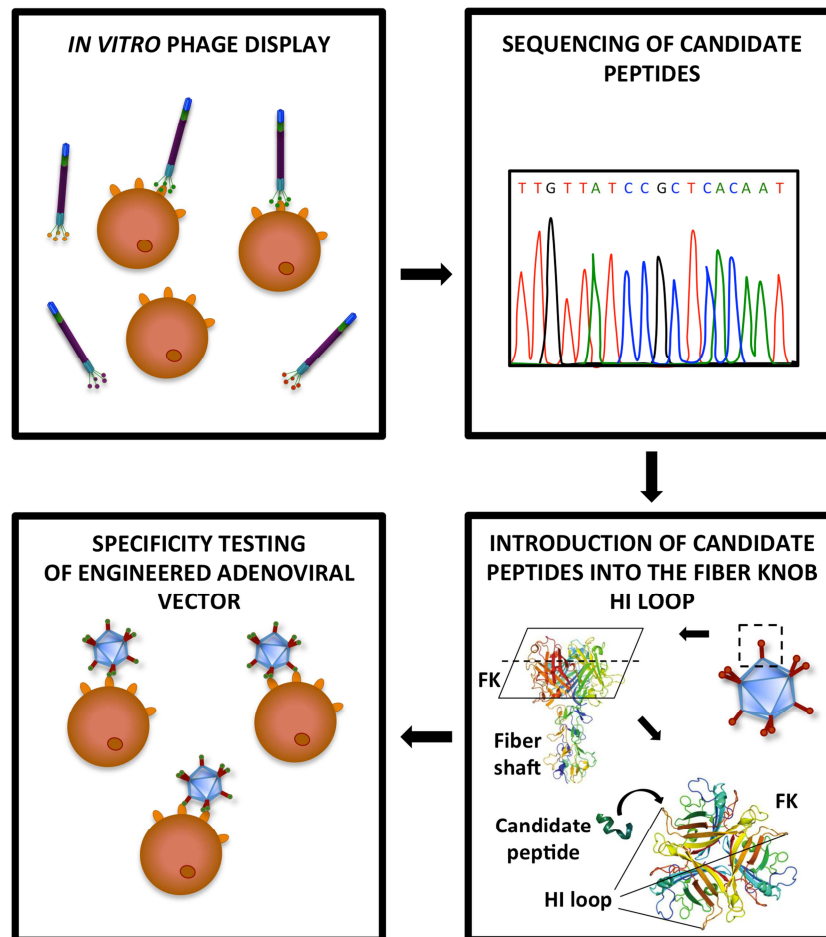 IN VITRO PHAGE DISPLAY
SEQUENCING OF CANDIDATE
PEPTIDES
T T G T T A T C C G C T C A C A A T
SPECIFICITY TESTING
OF ENGINEERED ADENOVIRAL
VECTOR
INTRODUCTION OF CANDIDATE
PEPTIDES INTO THE FIBER KNOB
HI LOOP
FK
Fiber
shaft
FK
Candidate
peptide
HI loop